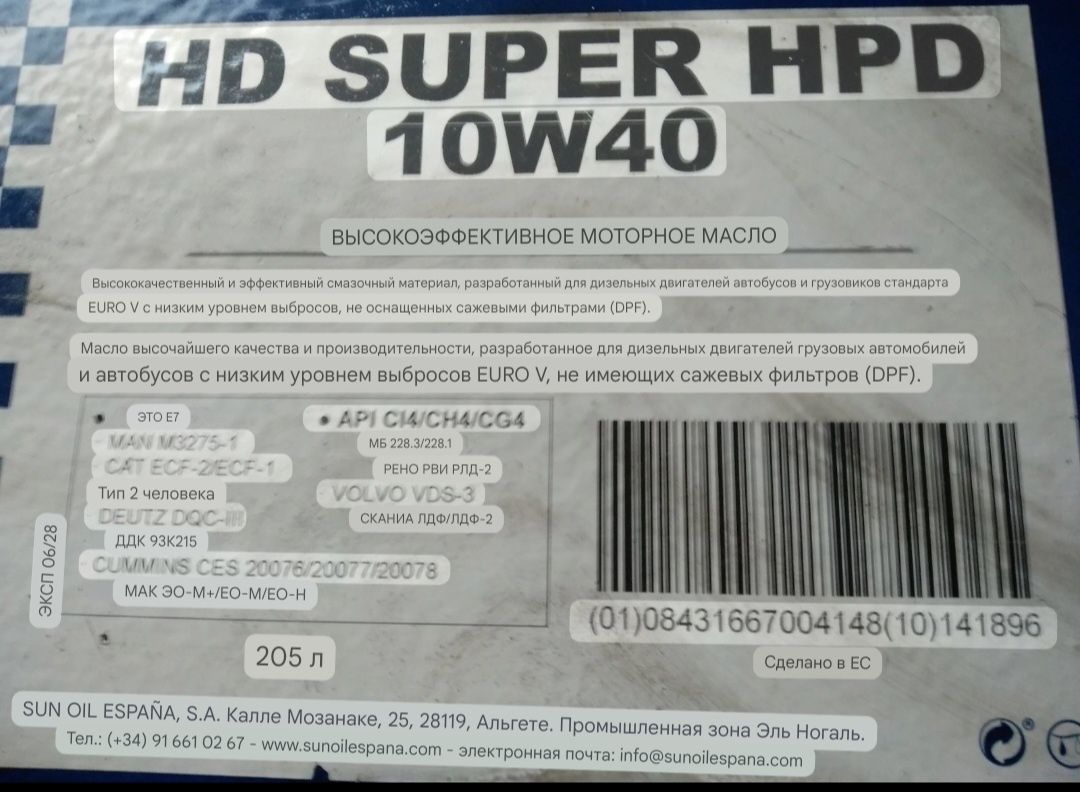 HD SUPER HPD
10W40
ВЫСОКОЭФФЕКТИВНОЕ МОТОРНОЕ МАСЛО
Высококачественный и эффективный смазочный материал, разработанный для дизельных двигателей автобусов и грузовиков стандарта
EURO V с низким уровнем выбросов, не оснащенных сажевыми фильтрами (DPF).
Масло высочайшего качества и производительности, разработанное для дизельных двигателей грузовых автомобилей
и автобусов с низким уровнем выбросов EURO V, не имеющих сажевых фильтров (DPF).
ЭТО E7
MAN M3275-1
CAT ECF-2/ECF-1
Тип 2 человека
DEUTZ DQC-III
ДДК 93K215
CUMMINS CES 20076/20077/20078
МАК ЭО-М+/ЕО-М/ЕО-Н
• API CI4/CH4/CG4
МБ 228.3/228.1
РЕНО РВИ РЛД-2
VOLVO VDS-3
СКАНИА ЛДФ/ЛДФ-2
ЭКСП 06/28
(01)08431667004148(10)141896
205 л
Сделано в ЕС
SUN OIL ESPAÑA, S.A. Калле Мозанаке, 25, 28119, Альгете. Промышленная зона Эль Ногаль.
Тел.: (+34) 91 661 02 67 - www.sunoilespana.com - электронная почта: info@sunoilespana.com